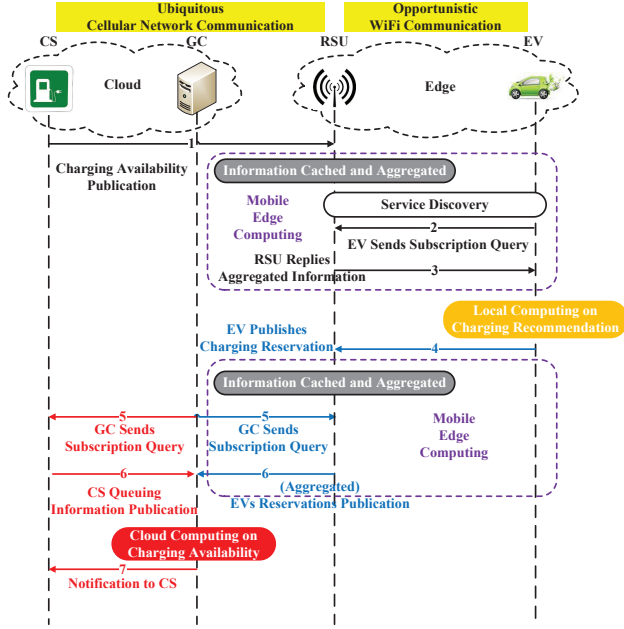 Ubiquitous
Cellular Network Communication
Opportunistic
WiFi Communication
CS
GC
RSU
EV
Cloud
Edge
1
Charging Availability
Publication
Information Cached and Aggregated
Mobile
Edge
Computing
Service Discovery
2
EV Sends Subscription Query
RSU Replies
Aggregated Information
3
Local Computing on
Charging Recommendation
EV Publishes
Charging Reservation
4
Information Cached and Aggregated
5
5
GC Sends
Subscription Query
GC Sends
Subscription Query
Mobile
Edge
Computing
6
6
CS Queuing
Information Publication
(Aggregated)
EVs Reservations Publication
Cloud Computing on
Charging Availability
7
Notification to CS